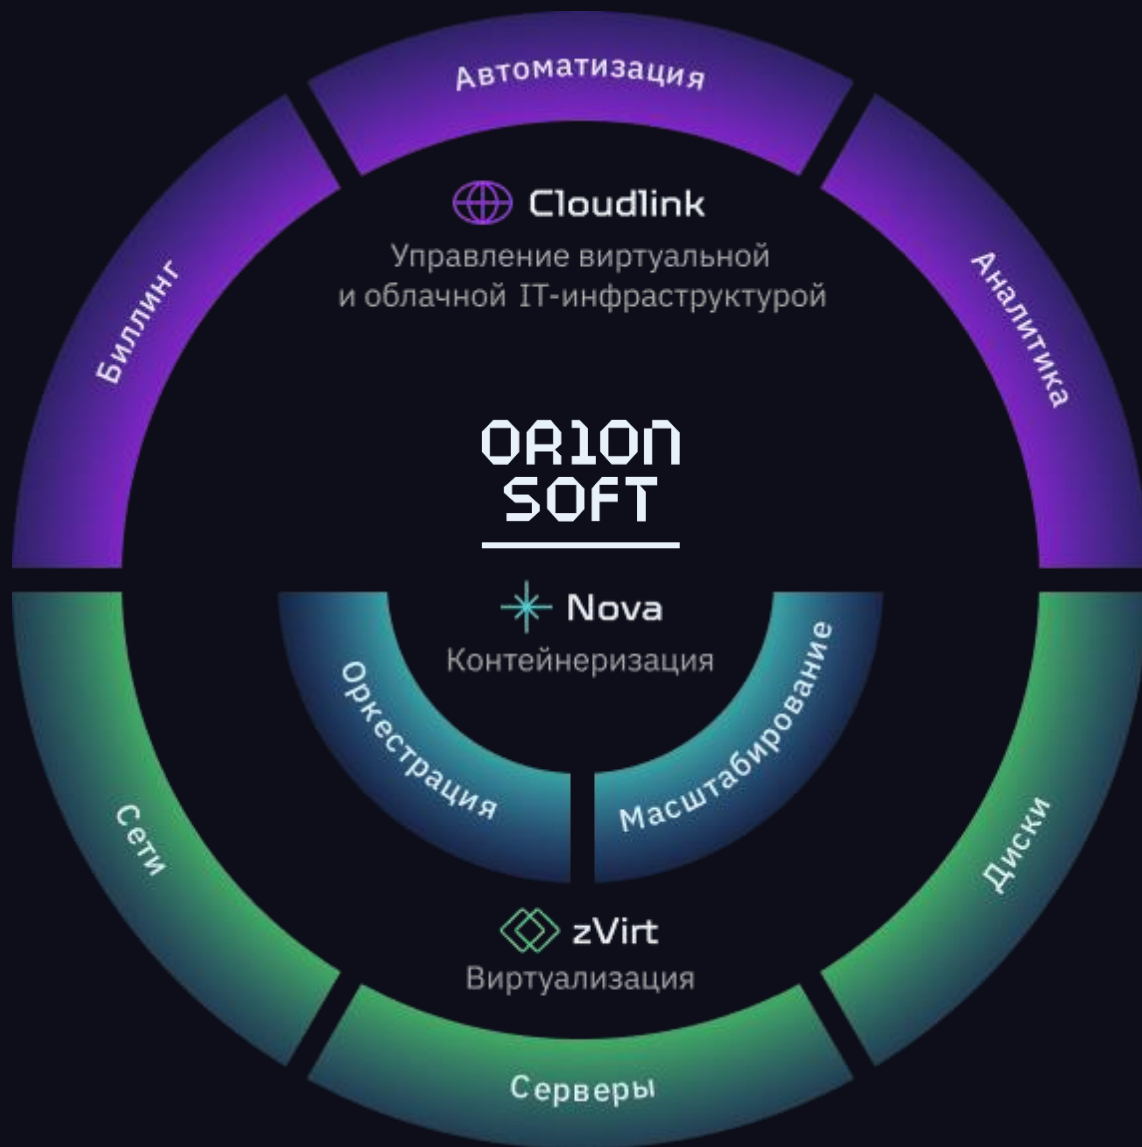 Автоматизация
Биллинг
Аналитика
Cloudlink
Управление виртуальной
и облачной IT-инфраструктурой
ORION
SOFT
Nova
Контейнеризация
Оркестрация
Масштабирование
Сети
Диски
zVirt
Виртуализация
Серверы